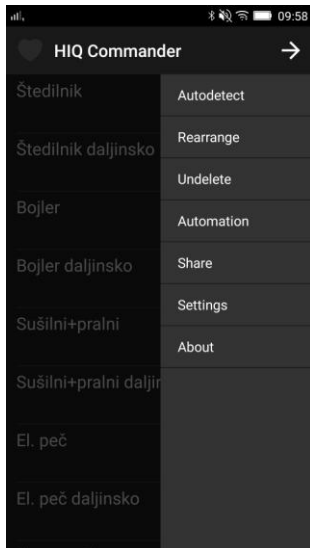 09:58
HIQ Commander
Štedilnik
Štedilnik daljinsko
Bojler
Bojler daljinsko
Sušilni+pralni
Sušilni+pralni daljin
El. peč
El. peč daljinsko
Autodetect
Rearrange
Undelete
Automation
Share
Settings
About